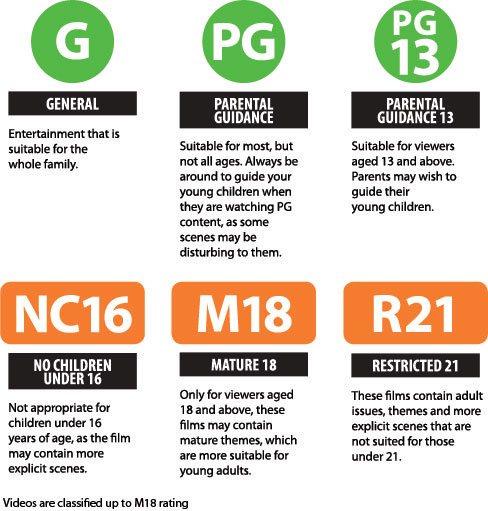 G
GENERAL
Entertainment that is
suitable for the
whole family.
PG
PARENTAL
GUIDANCE
Suitable for most, but
not all ages. Always be
around to guide your
young children when
they are watching PG
content, as some
scenes may be
disturbing to them.
PG
13
PARENTAL
GUIDANCE 13
Suitable for viewers
aged 13 and above.
Parents may wish to
guide their
young children.
NC16
NO CHILDREN
UNDER 16
Not appropriate for
children under 16
years of age, as the film
may contain more
explicit scenes.
M18
MATURE 18
Only for viewers aged
18 and above, these
films may contain
mature themes, which
are more suitable for
young adults.
R21
RESTRICTED 21
These films contain adult
issues, themes and more
explicit scenes that are
not suited for those
under 21.
Videos are classified up to M18 rating